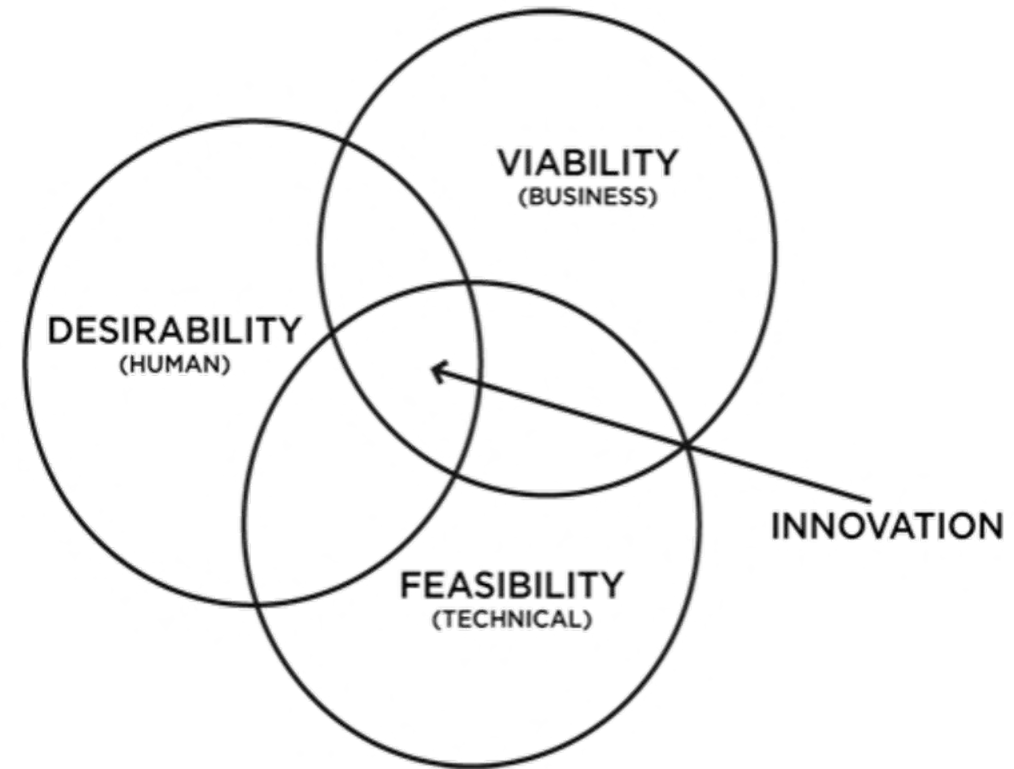 VIABILITY
(BUSINESS)
DESIRABILITY
(HUMAN)
INNOVATION
FEASIBILITY
(TECHNICAL)